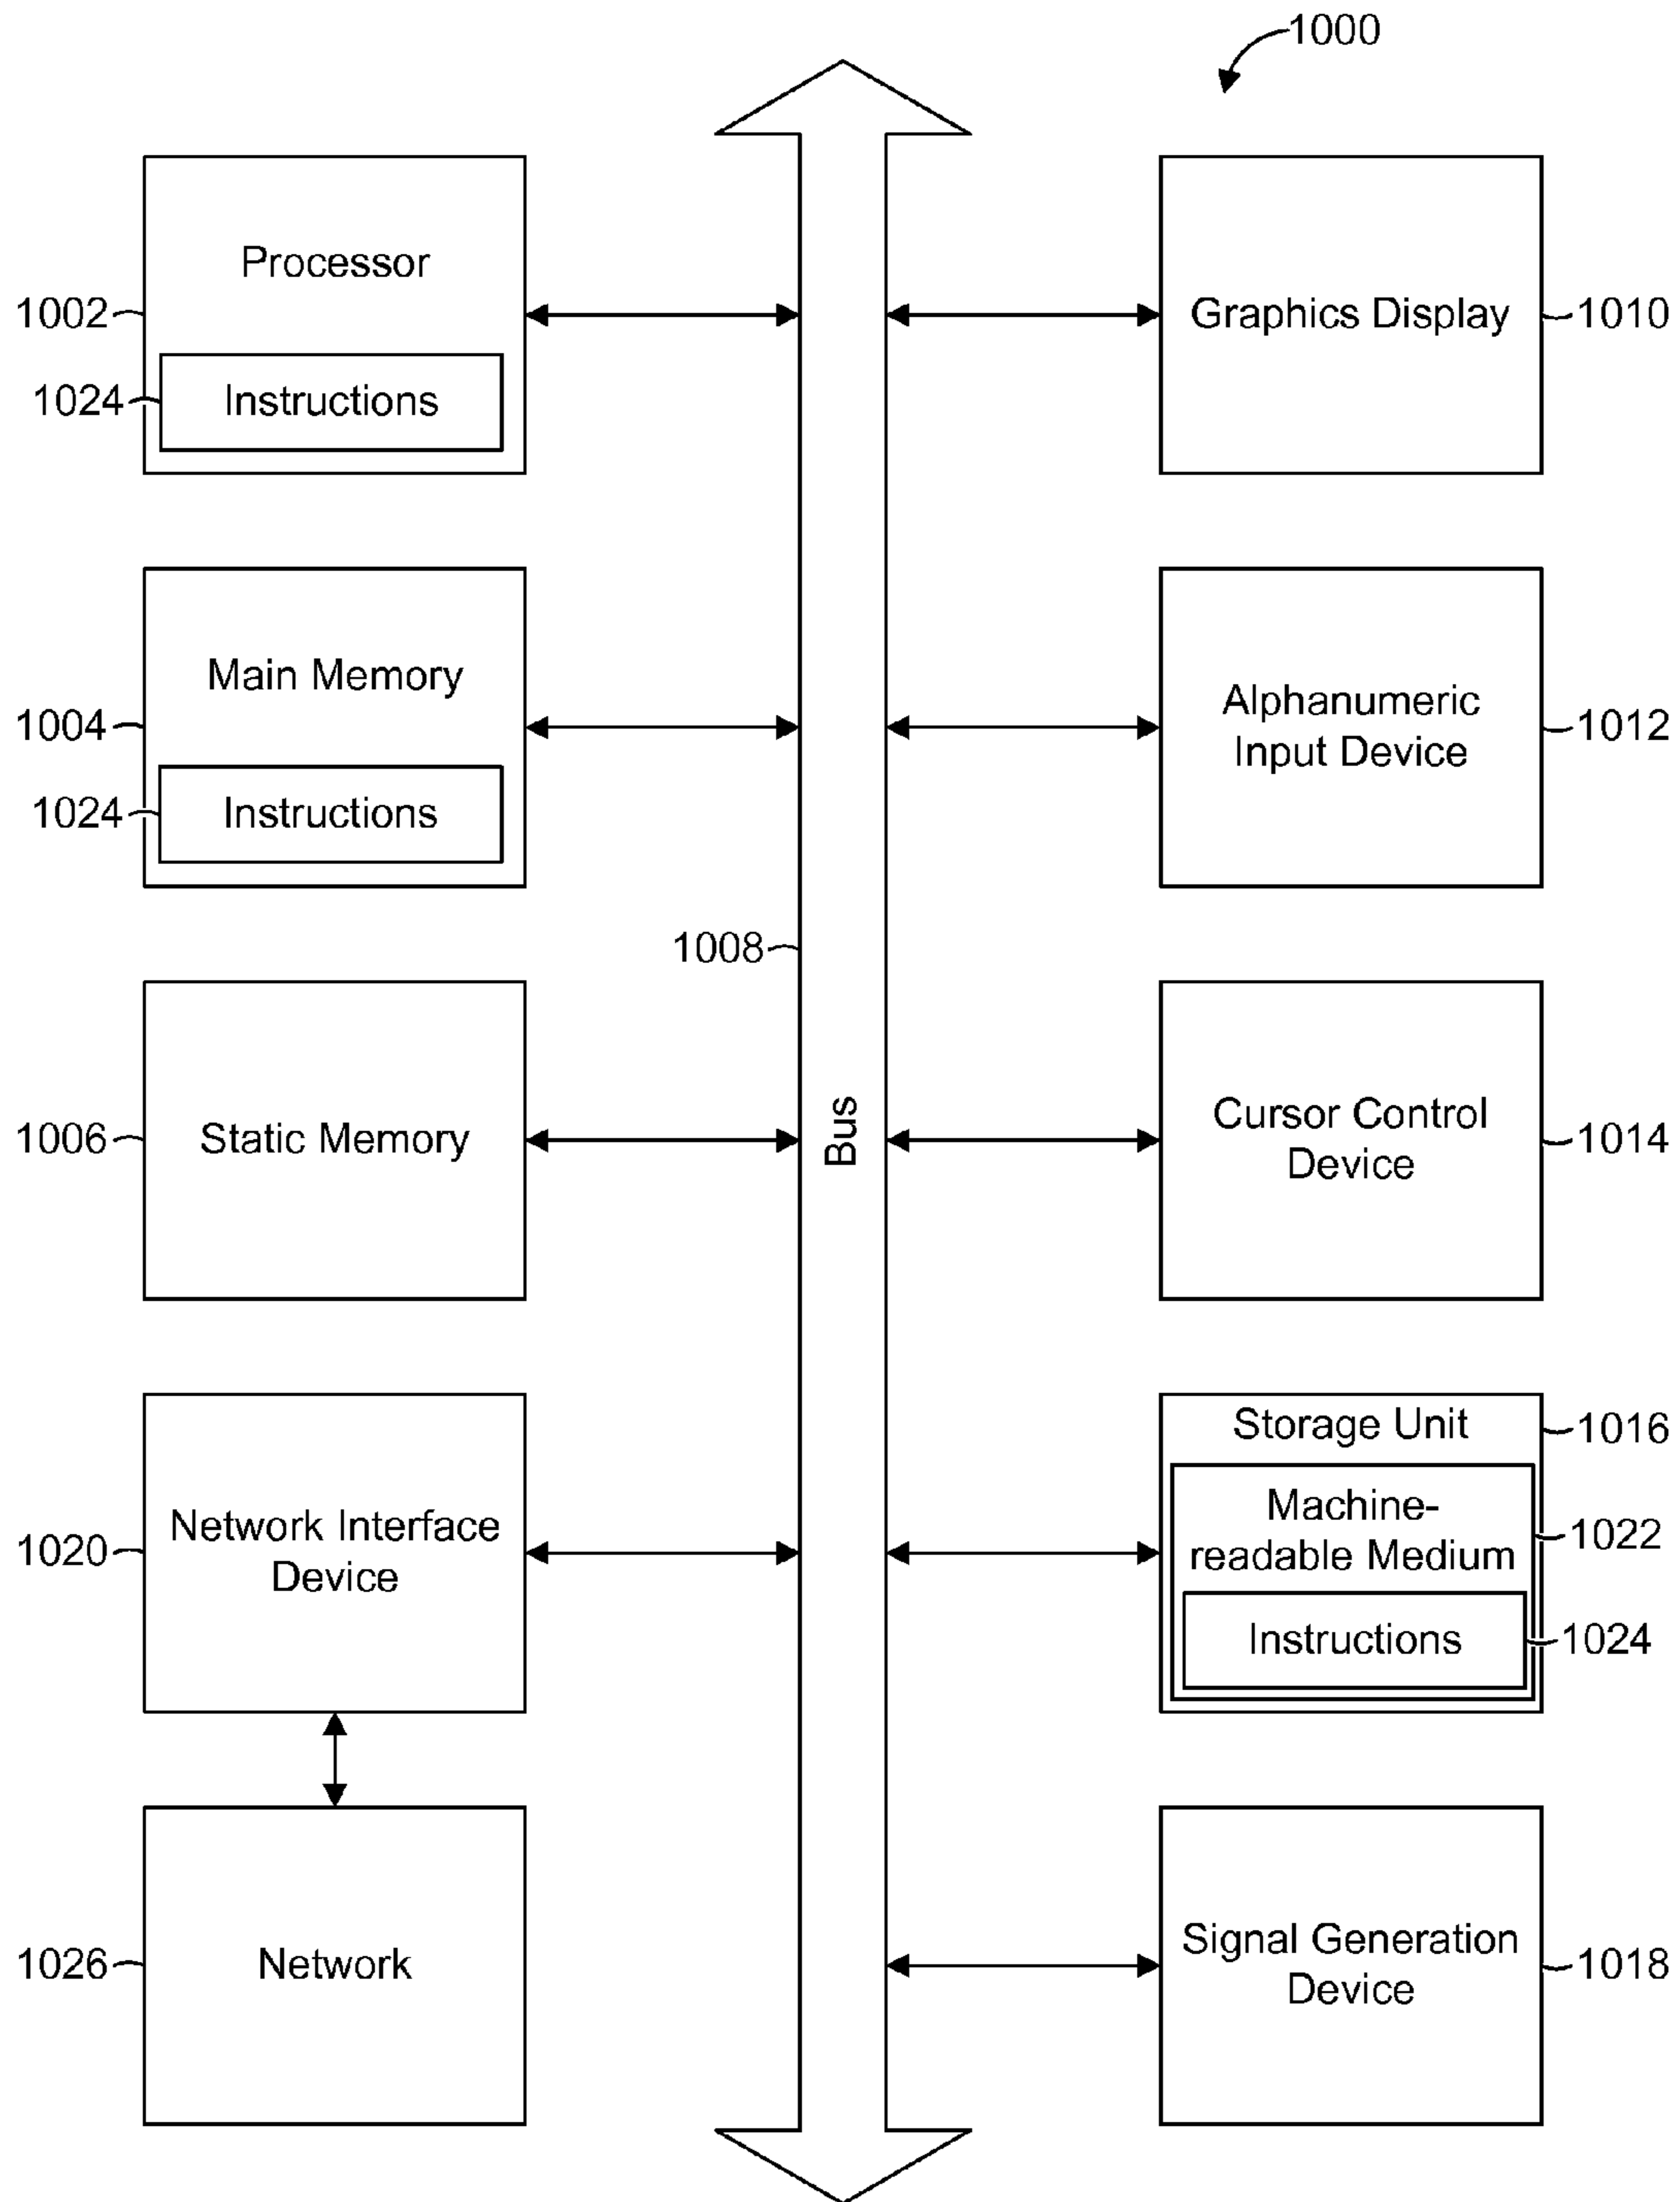 1000
Processor
1002
1024
Instructions
Graphics Display
1010
Main Memory
1004
1024
Instructions
Alphanumeric
Input Device
1012
1008
Bus
Static Memory
1006
Cursor Control
Device
1014
Network Interface
Device
1020
Storage Unit
1016
Machine-
readable Medium
1022
Instructions
1024
Network
1026
Signal Generation
Device
1018